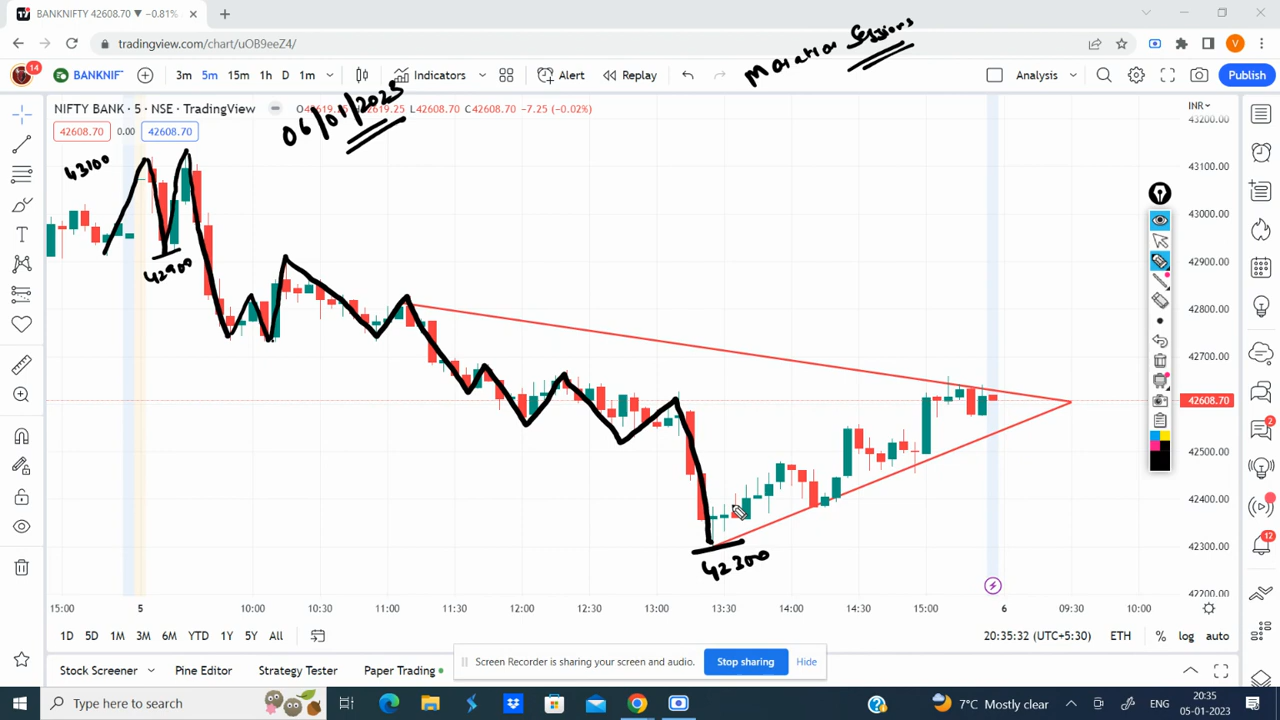 BANKNIFTY 42608.70 ▼ −0.81%
tradingview.com/chart/uOB9eeZ4/
14
BANKNIF
3m 5m 15m 1h D 1m
Indicators
Alert
Replay
Analysis
Publish
Sessions
NIFTY BANK · 5 · NSE · TradingView
L42608.70 C42608.70 −7.25 (−0.02%)
42608.70 0.00 42608.70
06/01/2025
INR
43200.00
43100.00
43000.00
42900.00
42800.00
42700.00
42608.70
42500.00
42400.00
42300.00
42200.00
43100
42900
42300
15:00 5 10:00 10:30 11:00 11:30 12:00 12:30 13:00 13:30 14:00 14:30 15:00 6 09:30 10:00
1D 5D 1M 3M 6M YTD 1Y 5Y All
20:35:32 (UTC+5:30) ETH % log auto
2
12
Screen Recorder is sharing your screen and audio.
Stop sharing
Hide
Stock Screener Pine Editor Strategy Tester Paper Trading
Type here to search
7°C Mostly clear
ENG
20:35
05-01-2023
V